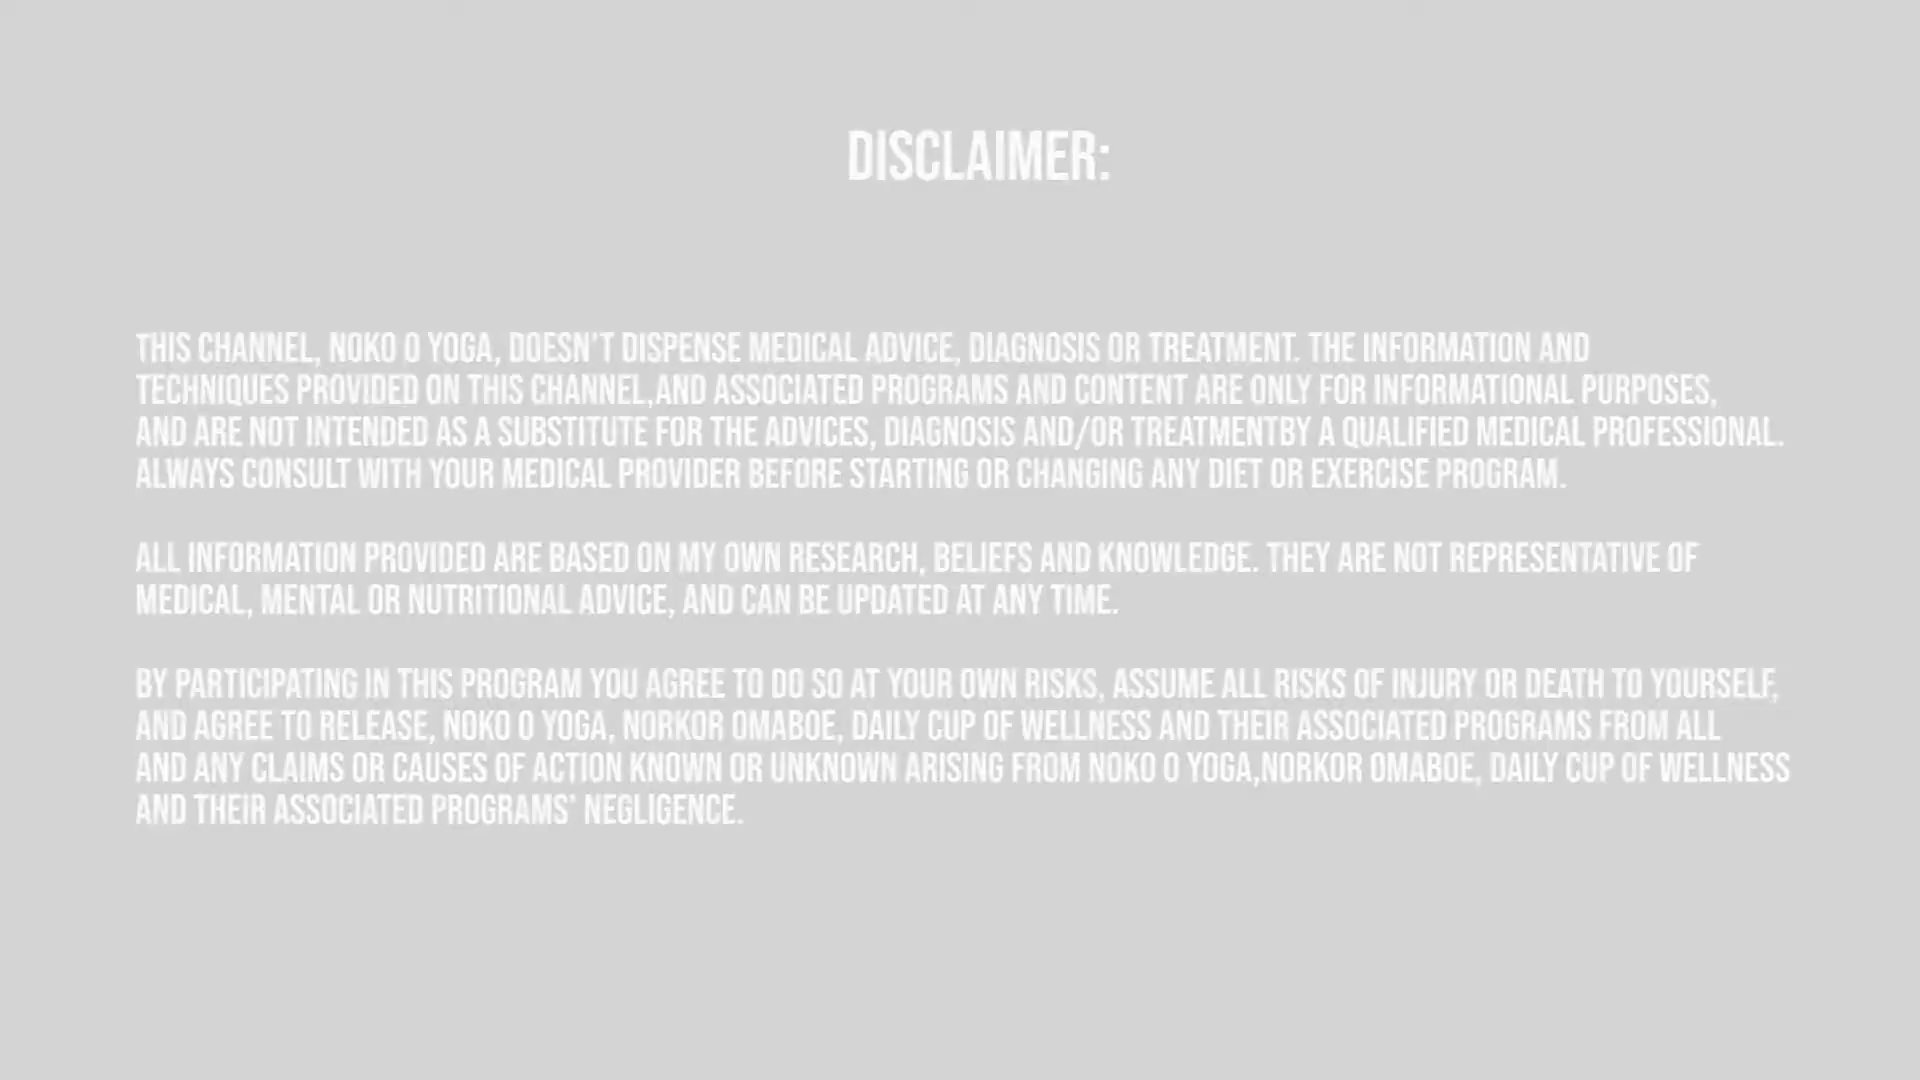 DISCLAIMER:
THIS CHANNEL, NOKO O YOGA, DOESN'T DISPENSE MEDICAL ADVICE, DIAGNOSIS OR TREATMENT. THE INFORMATION AND
TECHNIQUES PROVIDED ON THIS CHANNEL,AND ASSOCIATED PROGRAMS AND CONTENT ARE ONLY FOR INFORMATIONAL PURPOSES,
AND ARE NOT INTENDED AS A SUBSTITUTE FOR THE ADVICES, DIAGNOSIS AND/OR TREATMENTBY A QUALIFIED MEDICAL PROFESSIONAL.
ALWAYS CONSULT WITH YOUR MEDICAL PROVIDER BEFORE STARTING OR CHANGING ANY DIET OR EXERCISE PROGRAM.
ALL INFORMATION PROVIDED ARE BASED ON MY OWN RESEARCH, BELIEFS AND KNOWLEDGE. THEY ARE NOT REPRESENTATIVE OF
MEDICAL, MENTAL OR NUTRITIONAL ADVICE, AND CAN BE UPDATED AT ANY TIME.
BY PARTICIPATING IN THIS PROGRAM YOU AGREE TO DO SO AT YOUR OWN RISKS, ASSUME ALL RISKS OF INJURY OR DEATH TO YOURSELF,
AND AGREE TO RELEASE, NOKO O YOGA, NORKOR OMABOE, DAILY CUP OF WELLNESS AND THEIR ASSOCIATED PROGRAMS FROM ALL
AND ANY CLAIMS OR CAUSES OF ACTION KNOWN OR UNKNOWN ARISING FROM NOKO O YOGA,NORKOR OMABOE, DAILY CUP OF WELLNESS
AND THEIR ASSOCIATED PROGRAMS' NEGLIGENCE.